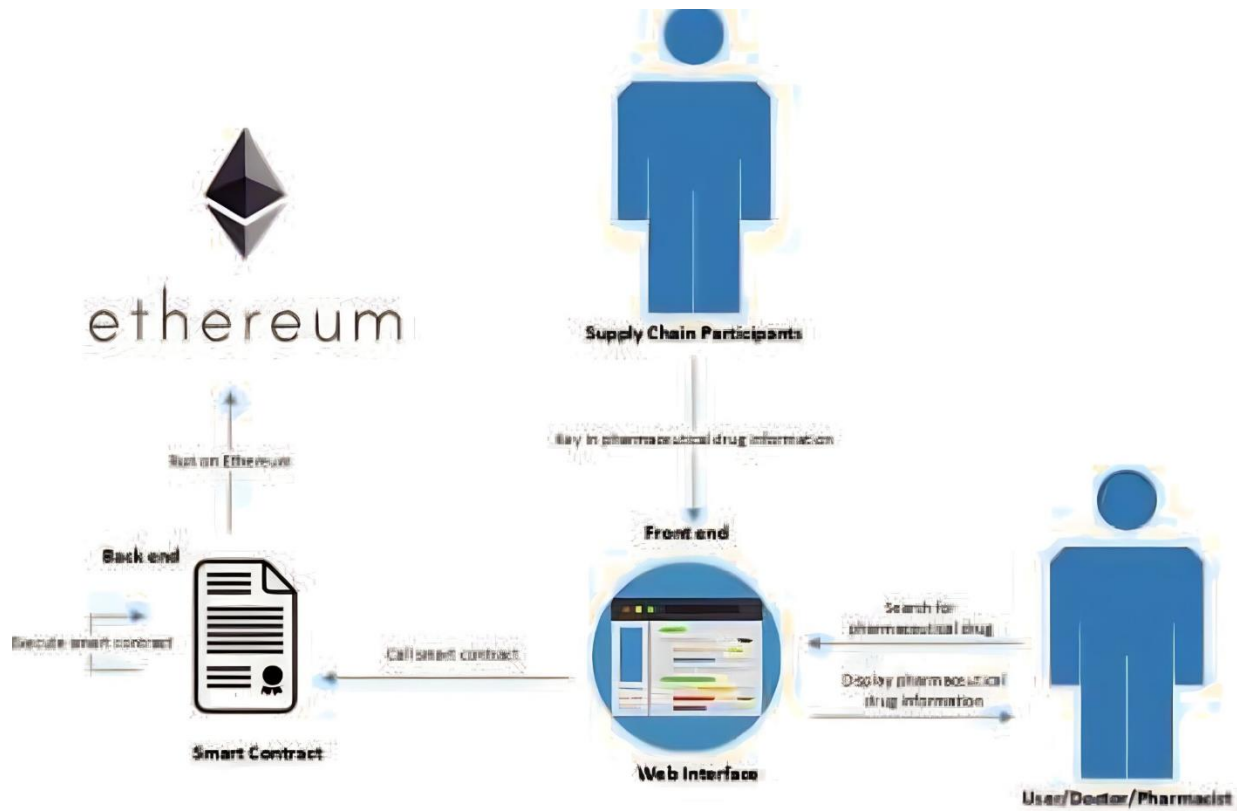 ethereum
Supply Chain Participants
Key in pharmaceutical drug information
Run on Ethereum
Front end
Back end
Search for
pharmaceutical drug
Execute smart contract
Call smart contract
Display pharmaceutical
drug information
Smart Contract
Web Interface
User/Doctor/Pharmacist